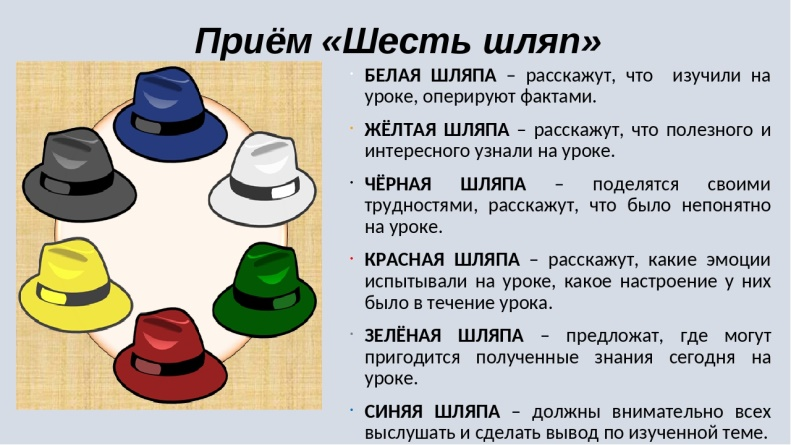 Приём «Шесть шляп»
БЕЛАЯ ШЛЯПА – расскажут, что изучили на
уроке, оперируют фактами.
ЖЁЛТАЯ ШЛЯПА – расскажут, что полезного и
интересного узнали на уроке.
ЧЁРНАЯ ШЛЯПА – поделятся своими
трудностями, расскажут, что было непонятно
на уроке.
КРАСНАЯ ШЛЯПА – расскажут, какие эмоции
испытывали на уроке, какое настроение у них
было в течение урока.
ЗЕЛЁНАЯ ШЛЯПА – предложат, где могут
пригодится полученные знания сегодня на
уроке.
СИНЯЯ ШЛЯПА – должны внимательно всех
выслушать и сделать вывод по изученной теме.